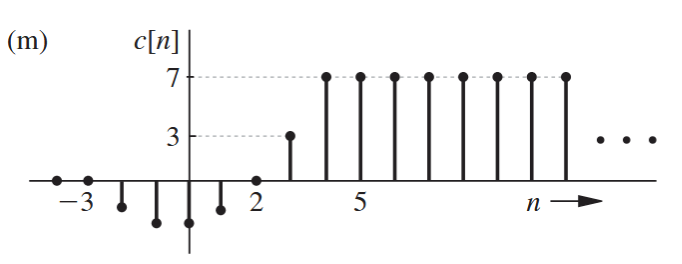 (m) c[n]
7
3
−3 2 5 n
. . .